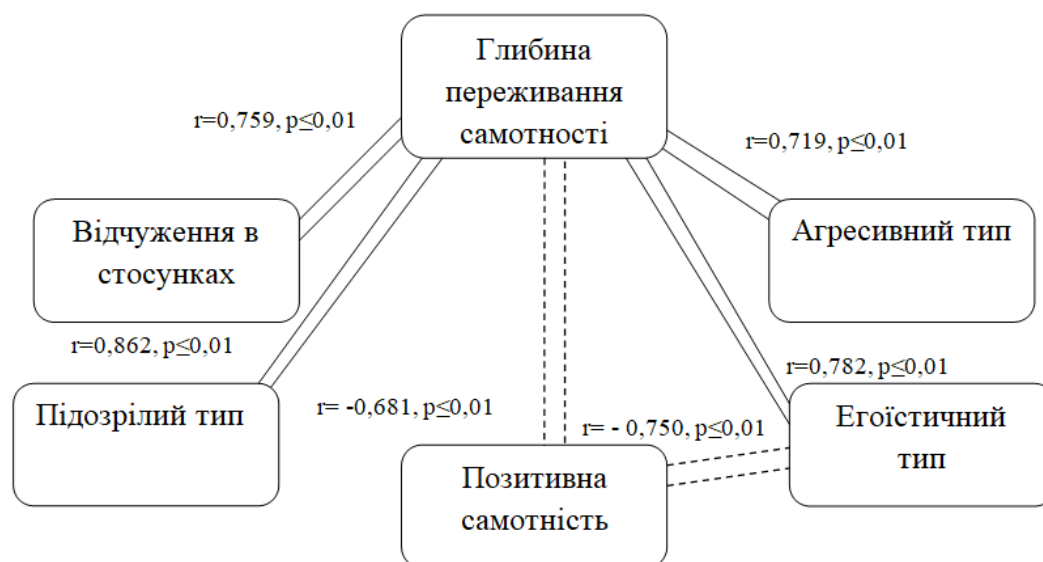 Глибина
переживання
самотності
r=0,759, p≤0,01
r=0,719, p≤0,01
Відчуження в
стосунках
Агресивний тип
r=0,862, p≤0,01
r=0,782, p≤0,01
Підозрілий тип
r= -0,681, p≤0,01
r= - 0,750, p≤0,01
Егоїстичний
тип
Позитивна
самотність